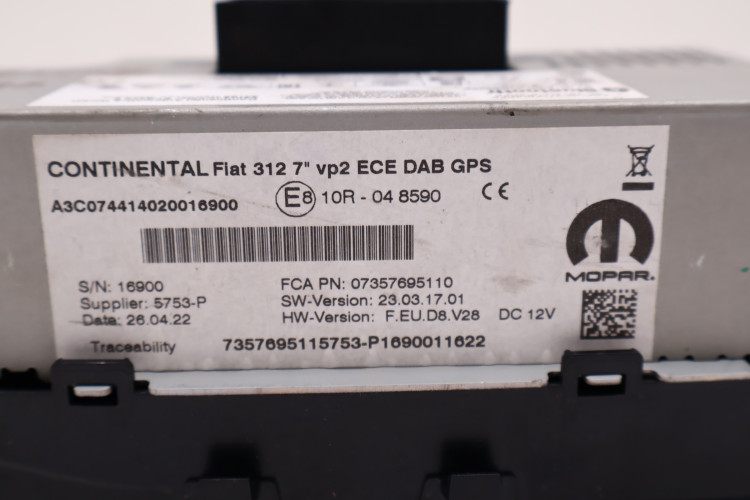 CONTINENTAL Fiat 312 7" vp2 ECE DAB GPS
A3C074414020016900
E8 10R - 04 8590 CE
MOPAR.
S/N: 16900
Supplier: 5753-P
Date: 26.04.22
FCA PN: 07357695110
SW-Version: 23.03.17.01
HW-Version: F.EU.D8.V28 DC 12V
Traceability 7357695115753-P1690011622